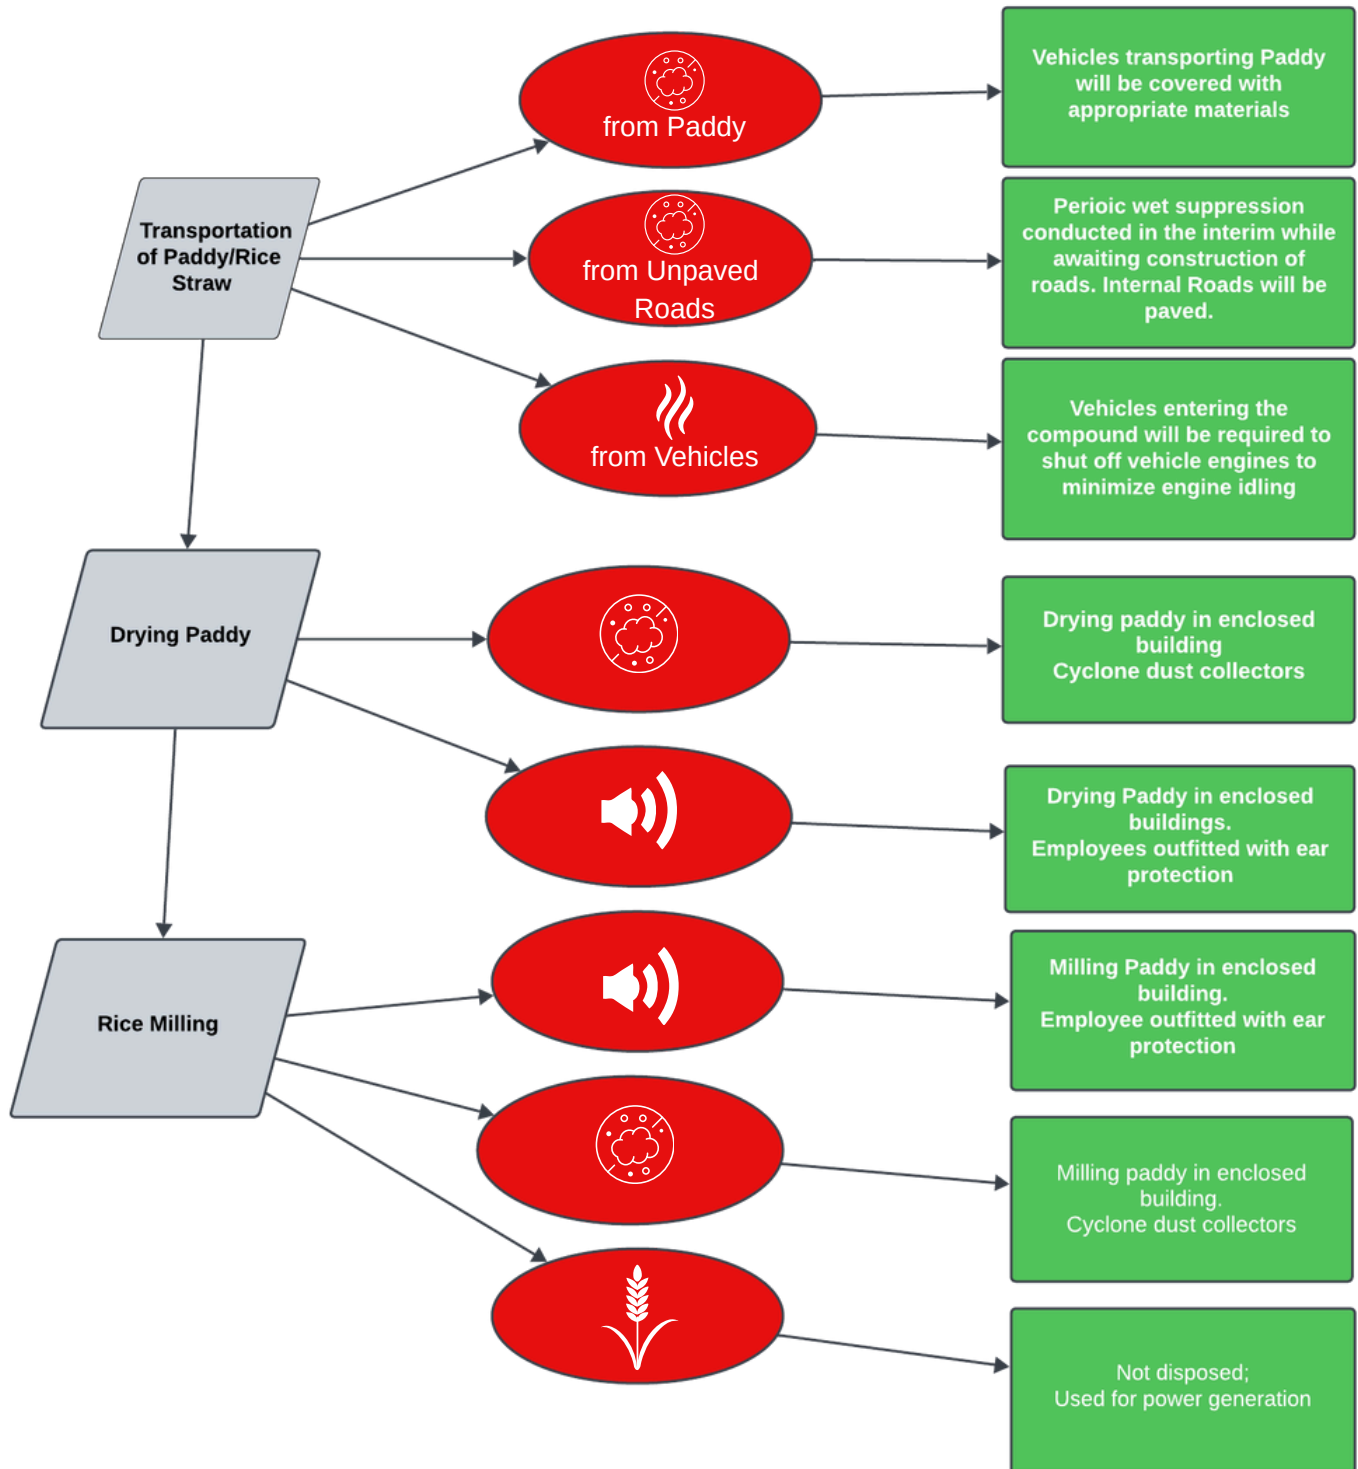 Transportation
of Paddy/Rice
Straw
from Paddy
Vehicles transporting Paddy
will be covered with
appropriate materials
from Unpaved
Roads
Perioic wet suppression
conducted in the interim while
awaiting construction of
roads. Internal Roads will be
paved.
from Vehicles
Vehicles entering the
compound will be required to
shut off vehicle engines to
minimize engine idling
Drying Paddy
Drying paddy in enclosed
building
Cyclone dust collectors
Drying Paddy in enclosed
buildings.
Employees outfitted with ear
protection
Rice Milling
Milling Paddy in enclosed
building.
Employee outfitted with ear
protection
Milling paddy in enclosed
building.
Cyclone dust collectors
Not disposed;
Used for power generation